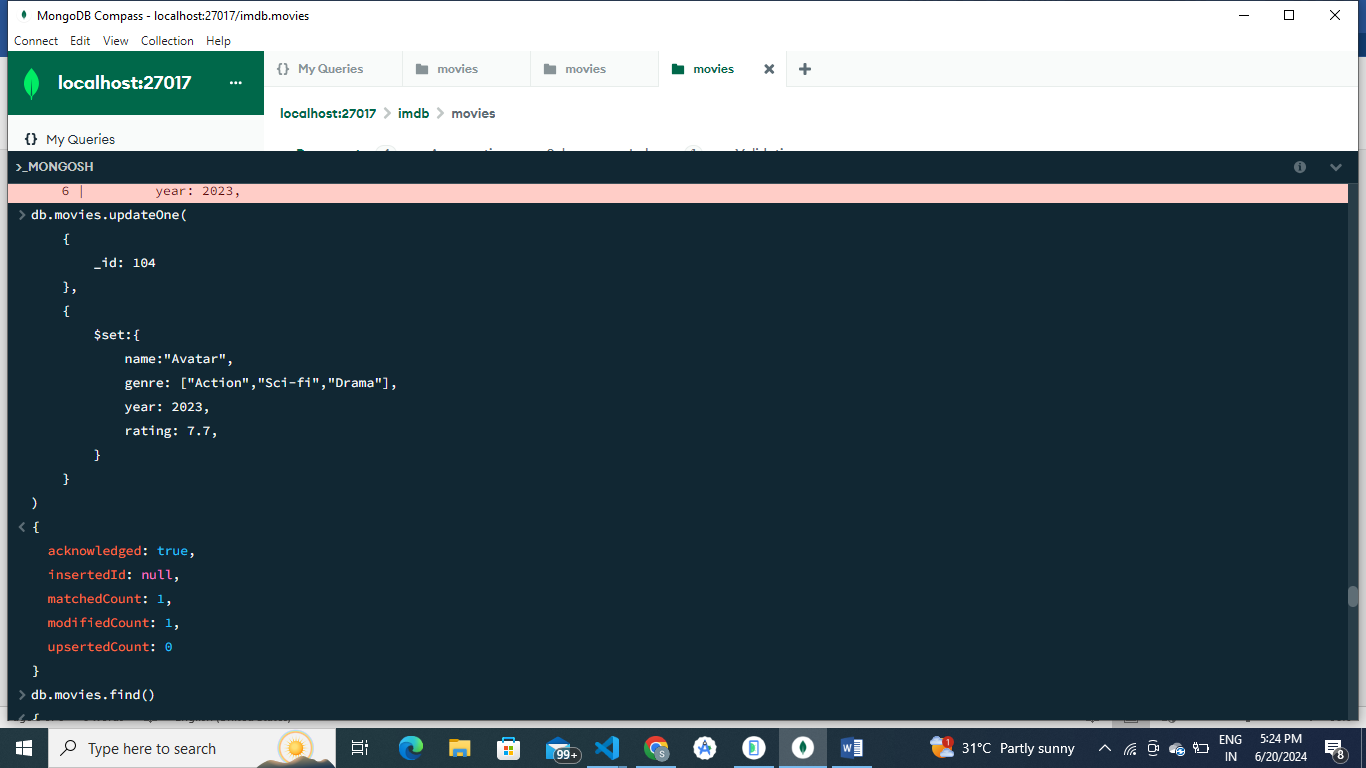 MongoDB Compass - localhost:27017/imdb.movies
Connect Edit View Collection Help
localhost:27017 ...
{} My Queries
movies
movies
movies
localhost:27017 > imdb > movies
{} My Queries
>_MONGOSH
6 | year: 2023,
db.movies.updateOne(
{
_id: 104
},
{
$set:{
name:"Avatar",
genre: ["Action","Sci-fi","Drama"],
year: 2023,
rating: 7.7,
}
}
)
{
acknowledged: true,
insertedId: null,
matchedCount: 1,
modifiedCount: 1,
upsertedCount: 0
}
db.movies.find()
{
Type here to search
99+
31°C Partly sunny
1
ENG
IN
5:24 PM
6/20/2024
8